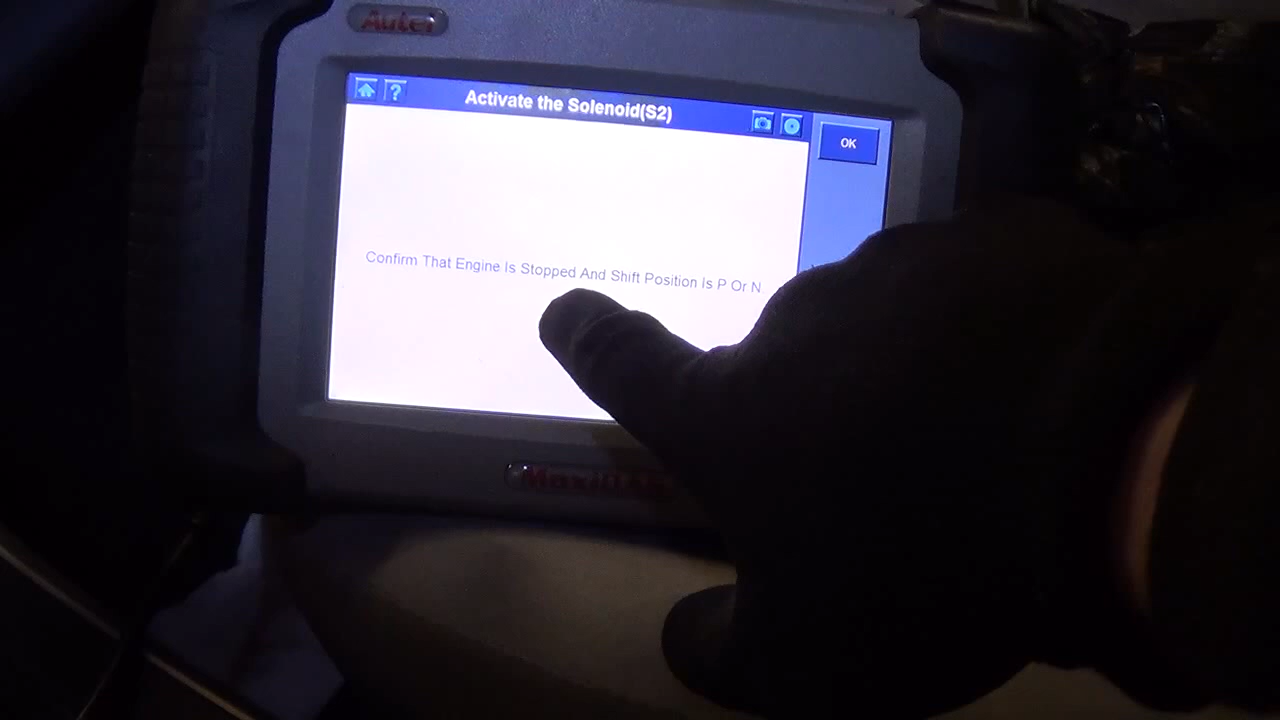 Autel
Activate the Solenoid(S2)
OK
Confirm That Engine Is Stopped And Shift Position Is P Or N